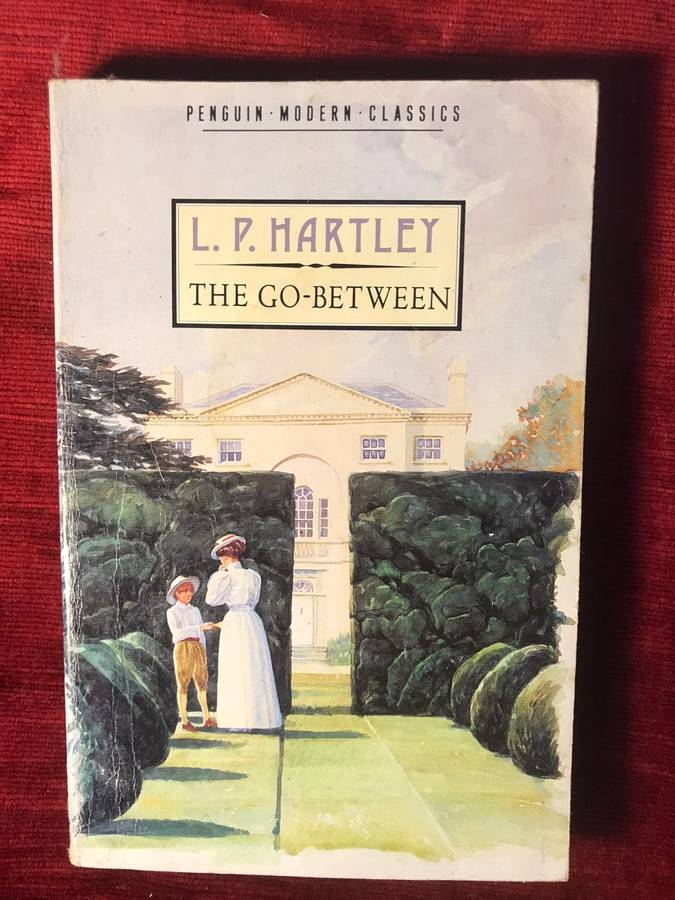 PENGUIN · MODERN · CLASSICS
L. P. HARTLEY
THE GO-BETWEEN